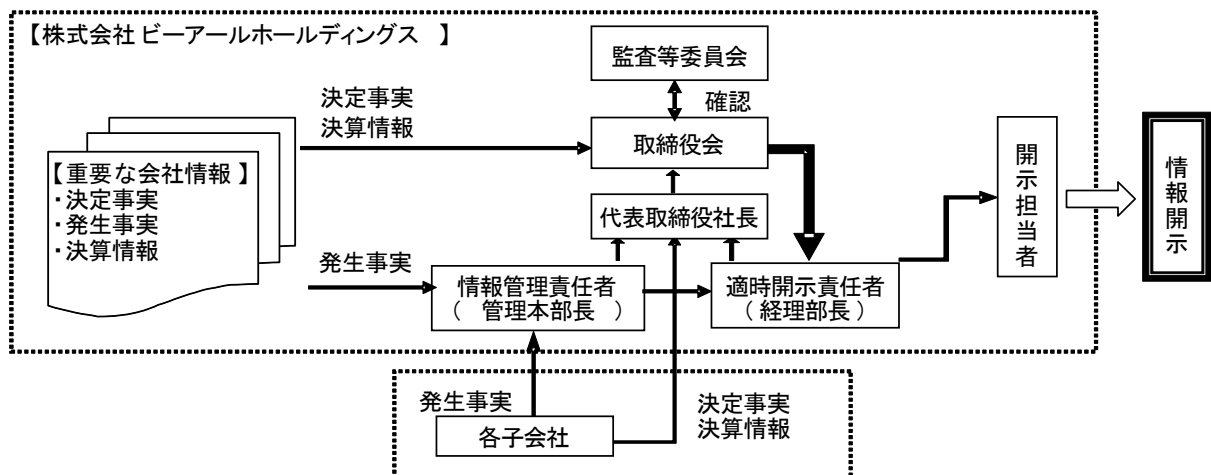 【株式会社 ビーアールホールディングス　】
監査等委員会
確認
決定事実
決算情報
取締役会
【重要な会社情報 】
・決定事実
・発生事実
・決算情報
代表取締役社長
開示担当者
情報開示
発生事実
情報管理責任者
（　管理本部長　）
適時開示責任者
（ 経理部長 ）
発生事実
決定事実
決算情報
各子会社